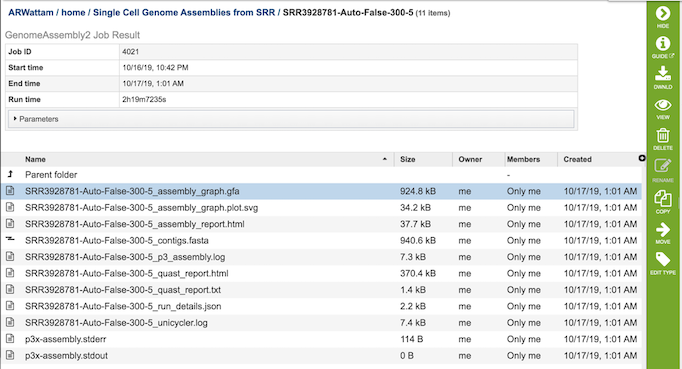 ARWattam / home / Single Cell Genome Assemblies from SRR / SRR3928781-Auto-False-300-5 (11 items)
GenomeAssembly2 Job Result
Job ID 4021
Start time 10/16/19, 10:42 PM
End time 10/17/19, 1:01 AM
Run time 2h19m7235s
Parameters
Name Size Owner Members Created
Parent folder -
SRR3928781-Auto-False-300-5_assembly_graph.gfa 924.8 kB me Only me 10/17/19, 1:01 AM
SRR3928781-Auto-False-300-5_assembly_graph.plot.svg 34.2 kB me Only me 10/17/19, 1:01 AM
SRR3928781-Auto-False-300-5_assembly_report.html 37.7 kB me Only me 10/17/19, 1:01 AM
SRR3928781-Auto-False-300-5_contigs.fasta 940.6 kB me Only me 10/17/19, 1:01 AM
SRR3928781-Auto-False-300-5_p3_assembly.log 7.3 kB me Only me 10/17/19, 1:01 AM
SRR3928781-Auto-False-300-5_quast_report.html 370.4 kB me Only me 10/17/19, 1:01 AM
SRR3928781-Auto-False-300-5_quast_report.txt 1.4 kB me Only me 10/17/19, 1:01 AM
SRR3928781-Auto-False-300-5_run_details.json 2.2 kB me Only me 10/17/19, 1:01 AM
SRR3928781-Auto-False-300-5_unicycler.log 7.4 kB me Only me 10/17/19, 1:01 AM
p3x-assembly.stderr 114 B me Only me 10/17/19, 1:01 AM
p3x-assembly.stdout 0 B me Only me 10/17/19, 1:01 AM
HIDE
GUIDE
DWNLD
VIEW
DELETE
RENAME
COPY
MOVE
EDIT TYPE